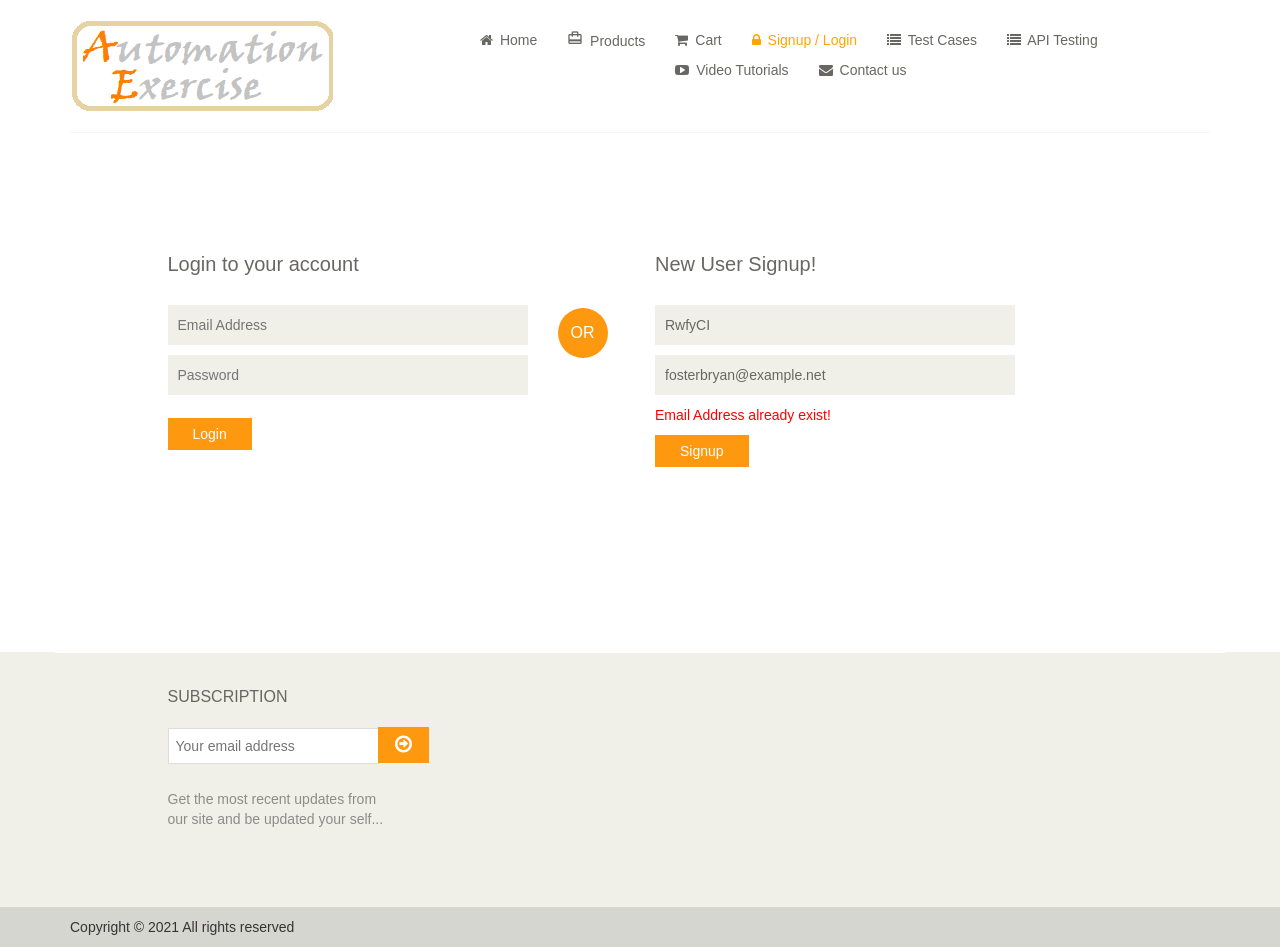 Automation
Exercise
Home
Products
Cart
Signup / Login
Test Cases
API Testing
Video Tutorials
Contact us
Login to your account
Email Address
Password
Login
OR
New User Signup!
RwfyCI
fosterbryan@example.net
Email Address already exist!
Signup
SUBSCRIPTION
Your email address
Get the most recent updates from
our site and be updated your self...
Copyright © 2021 All rights reserved